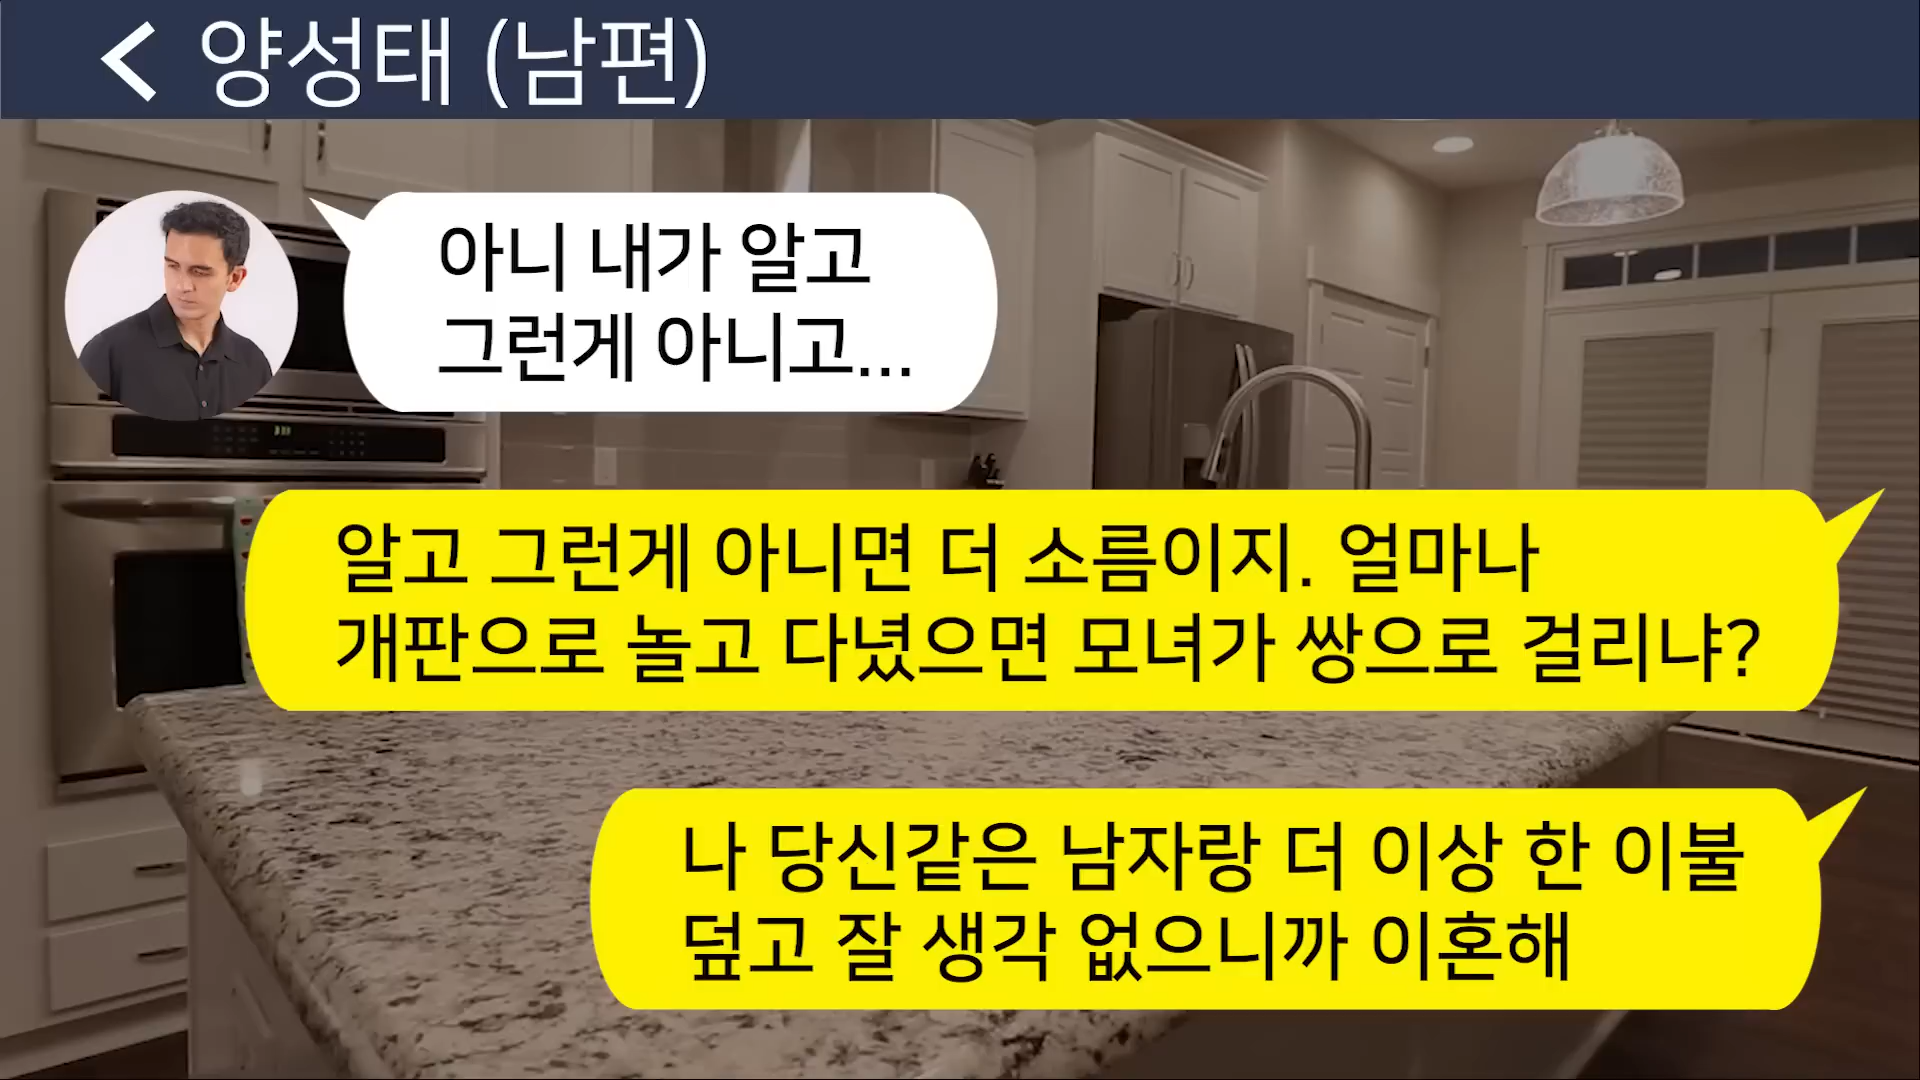 양성태 (남편)
아니 내가 알고
그런게 아니고...
알고 그런게 아니면 더 소름이지. 얼마나
개판으로 놀고 다녔으면 모녀가 쌍으로 걸리냐?
나 당신같은 남자랑 더 이상 한 이불
덮고 잘 생각 없으니까 이혼해